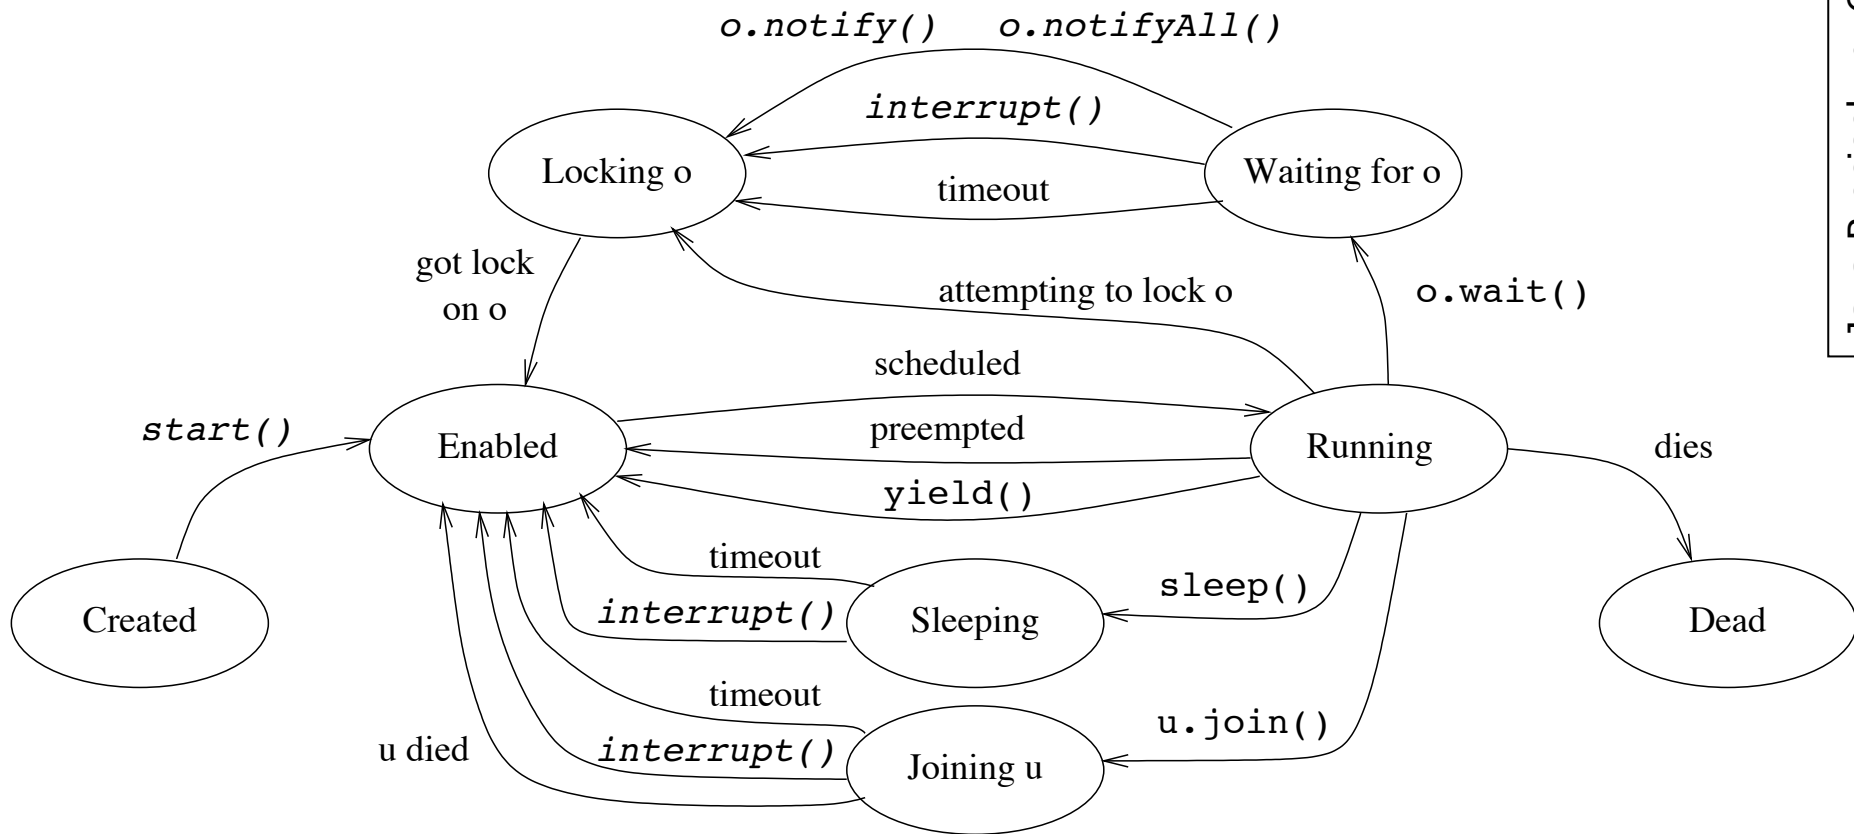 o.notify() o.notifyAll()
interrupt()
Locking o
Waiting for o
timeout
got lock
on o
attempting to lock o
o.wait()
scheduled
start()
preempted
Enabled
Running
dies
yield()
timeout
sleep()
interrupt()
Created
Sleeping
Dead
timeout
u.join()
u died
interrupt()
Joining u